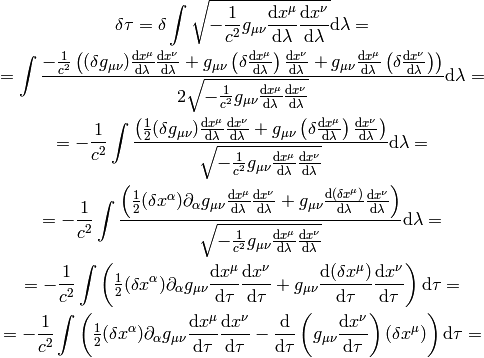 $\delta\tau = \delta \int \sqrt{-\frac{1}{c^2} g_{\mu\nu} \frac{\mathrm{d}x^\mu}{\mathrm{d}\lambda} \frac{\mathrm{d}x^\nu}{\mathrm{d}\lambda}} \mathrm{d}\lambda =$
$= \int \frac{-\frac{1}{c^2} \left( (\delta g_{\mu\nu}) \frac{\mathrm{d}x^\mu}{\mathrm{d}\lambda} \frac{\mathrm{d}x^\nu}{\mathrm{d}\lambda} + g_{\mu\nu} \left( \delta \frac{\mathrm{d}x^\mu}{\mathrm{d}\lambda} \right) \frac{\mathrm{d}x^\nu}{\mathrm{d}\lambda} + g_{\mu\nu} \frac{\mathrm{d}x^\mu}{\mathrm{d}\lambda} \left( \delta \frac{\mathrm{d}x^\nu}{\mathrm{d}\lambda} \right) \right)}{2 \sqrt{-\frac{1}{c^2} g_{\mu\nu} \frac{\mathrm{d}x^\mu}{\mathrm{d}\lambda} \frac{\mathrm{d}x^\nu}{\mathrm{d}\lambda}}} \mathrm{d}\lambda =$
$= -\frac{1}{c^2} \int \frac{\left( \frac{1}{2} (\delta g_{\mu\nu}) \frac{\mathrm{d}x^\mu}{\mathrm{d}\lambda} \frac{\mathrm{d}x^\nu}{\mathrm{d}\lambda} + g_{\mu\nu} \left( \delta \frac{\mathrm{d}x^\mu}{\mathrm{d}\lambda} \right) \frac{\mathrm{d}x^\nu}{\mathrm{d}\lambda} \right)}{\sqrt{-\frac{1}{c^2} g_{\mu\nu} \frac{\mathrm{d}x^\mu}{\mathrm{d}\lambda} \frac{\mathrm{d}x^\nu}{\mathrm{d}\lambda}}} \mathrm{d}\lambda =$
$= -\frac{1}{c^2} \int \frac{\left( \frac{1}{2} (\delta x^\alpha) \partial_\alpha g_{\mu\nu} \frac{\mathrm{d}x^\mu}{\mathrm{d}\lambda} \frac{\mathrm{d}x^\nu}{\mathrm{d}\lambda} + g_{\mu\nu} \frac{\mathrm{d}(\delta x^\mu)}{\mathrm{d}\lambda} \frac{\mathrm{d}x^\nu}{\mathrm{d}\lambda} \right)}{\sqrt{-\frac{1}{c^2} g_{\mu\nu} \frac{\mathrm{d}x^\mu}{\mathrm{d}\lambda} \frac{\mathrm{d}x^\nu}{\mathrm{d}\lambda}}} \mathrm{d}\lambda =$
$= -\frac{1}{c^2} \int \left( \frac{1}{2} (\delta x^\alpha) \partial_\alpha g_{\mu\nu} \frac{\mathrm{d}x^\mu}{\mathrm{d}\tau} \frac{\mathrm{d}x^\nu}{\mathrm{d}\tau} + g_{\mu\nu} \frac{\mathrm{d}(\delta x^\mu)}{\mathrm{d}\tau} \frac{\mathrm{d}x^\nu}{\mathrm{d}\tau} \right) \mathrm{d}\tau =$
$= -\frac{1}{c^2} \int \left( \frac{1}{2} (\delta x^\alpha) \partial_\alpha g_{\mu\nu} \frac{\mathrm{d}x^\mu}{\mathrm{d}\tau} \frac{\mathrm{d}x^\nu}{\mathrm{d}\tau} - \frac{\mathrm{d}}{\mathrm{d}\tau} \left( g_{\mu\nu} \frac{\mathrm{d}x^\nu}{\mathrm{d}\tau} \right) (\delta x^\mu) \right) \mathrm{d}\tau =$